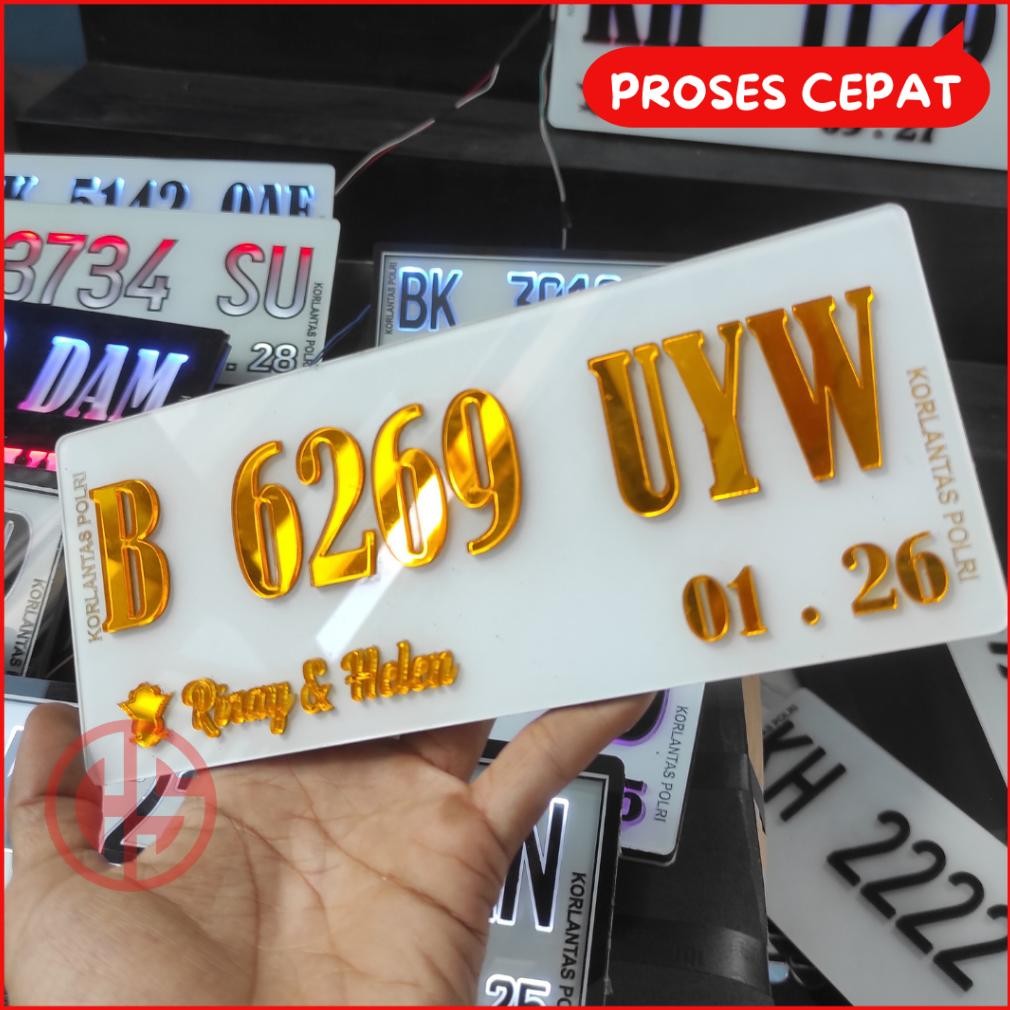 PROSES CEPAT
5142
3734 SU
KORLANTAS POLRI
. 28
BK
KORLANTAS POLRI
DAM
B 6269 UYW
01 . 26
KORLANTAS POLRI
KORLANTAS POLRI
Rinay & Helen
KORLANTAS
KORLANTAS POLRI
KH 2222
N
25